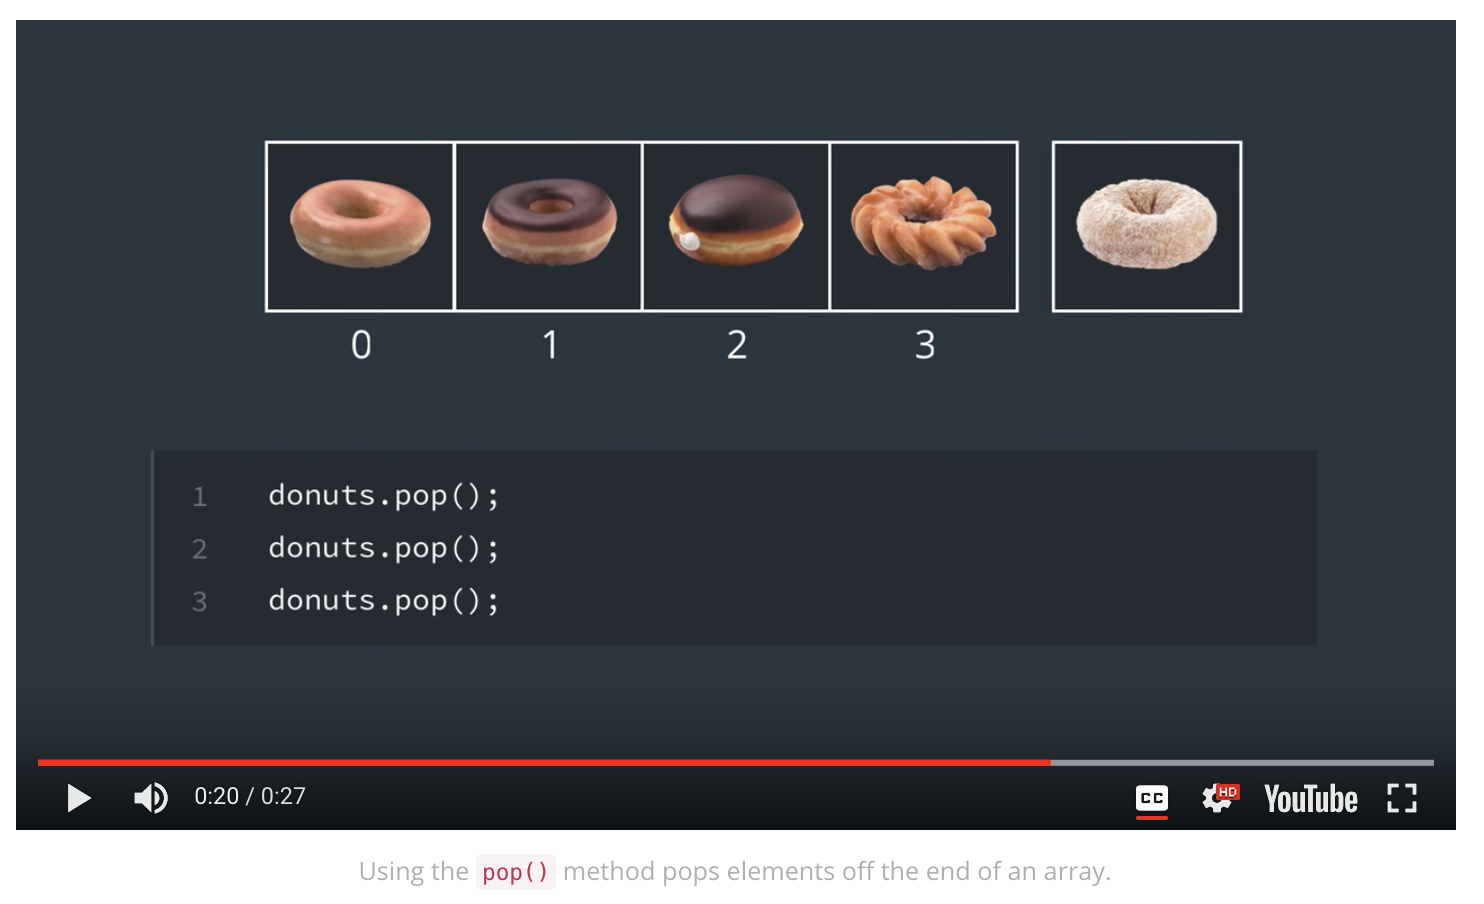 0 1 2 3
1 donuts.pop();
2 donuts.pop();
3 donuts.pop();
0:20 / 0:27 CC HD YouTube
Using the pop() method pops elements off the end of an array.